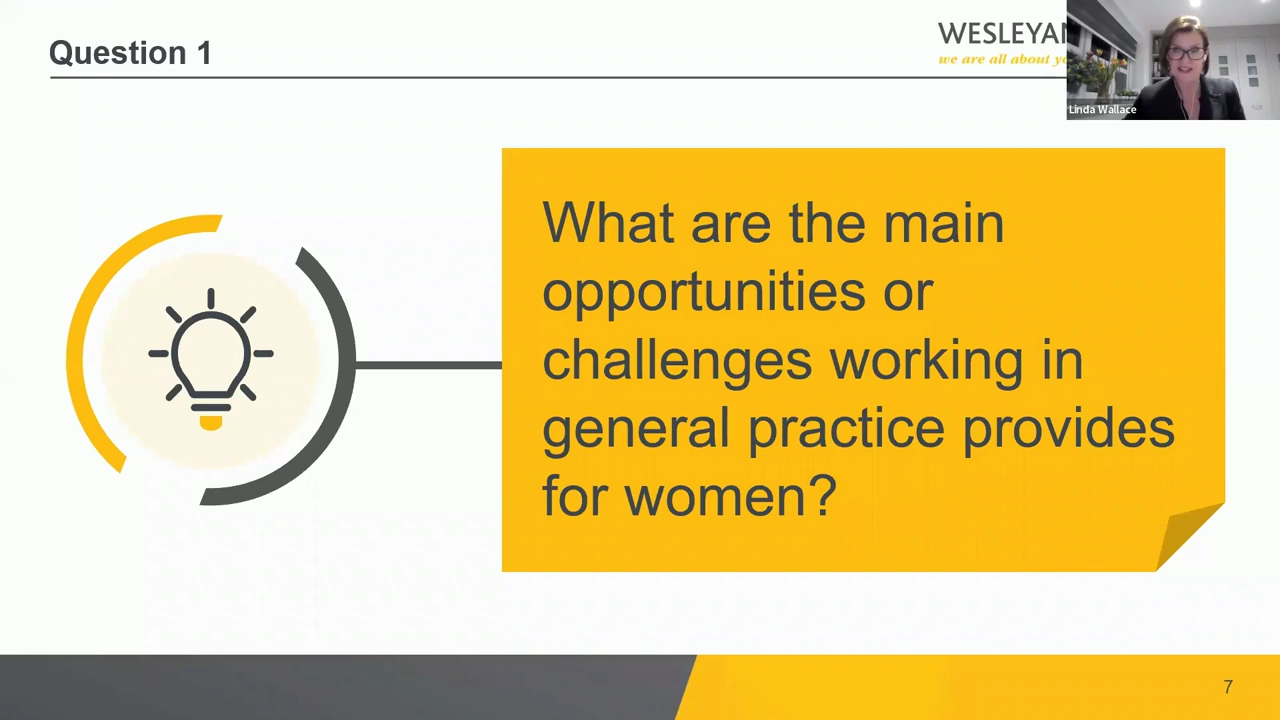 Question 1
WESLEYAN
we are all about
Linda Wallace
What are the main
opportunities or
challenges working in
general practice provides
for women?
7